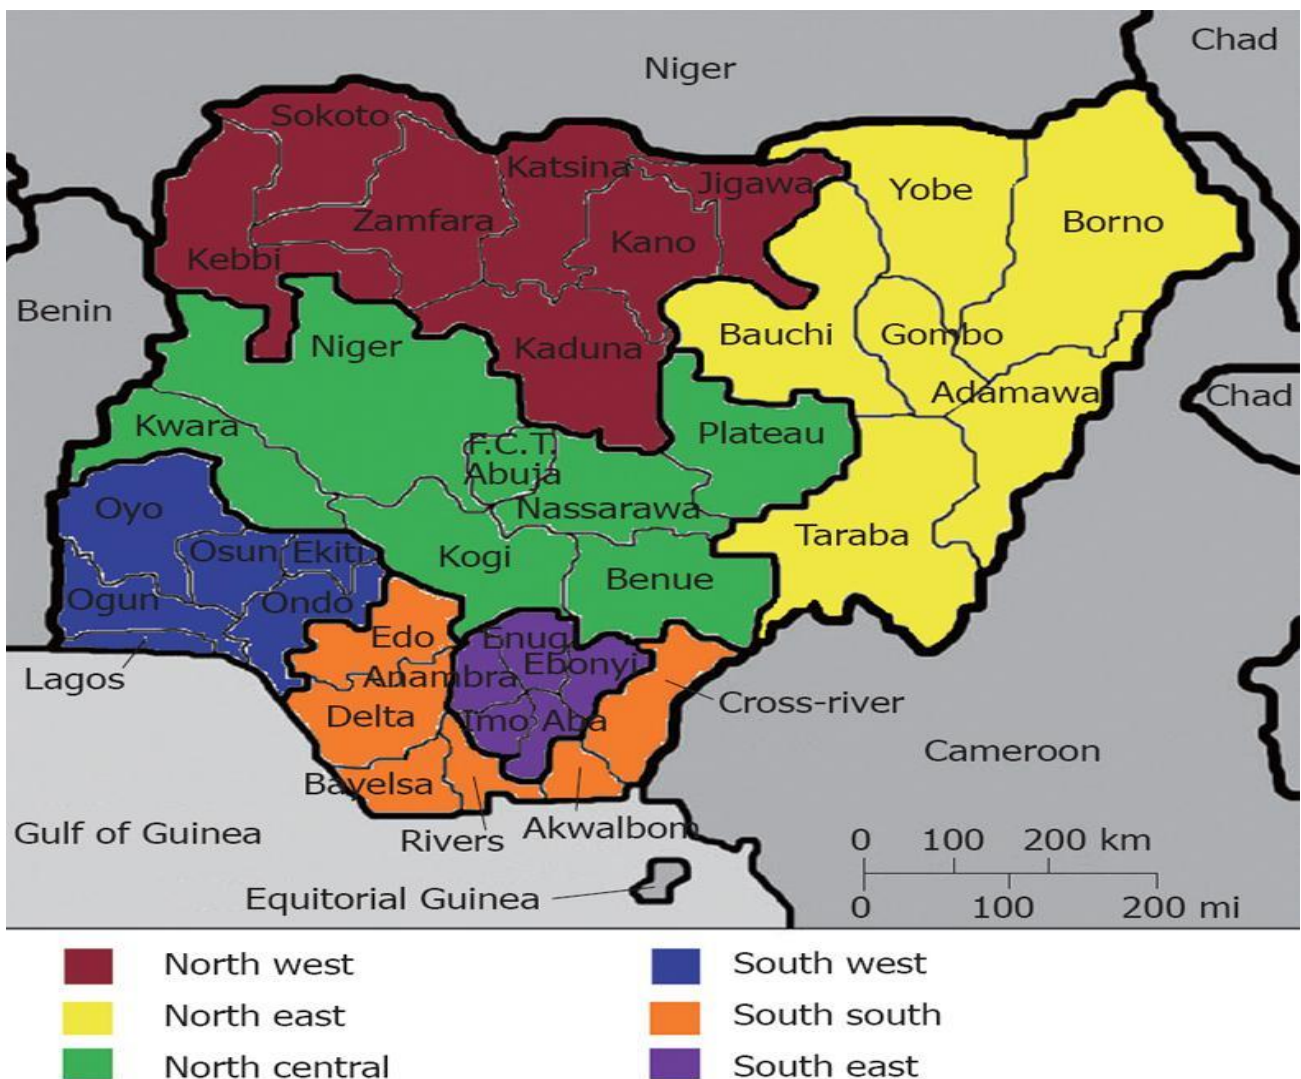 Chad
Niger
Sokoto
Katsina
Jigawa
Yobe
Borno
Zamfara
Kano
Kebbi
Benin
Niger
Kaduna
Bauchi
Gombo
Adamawa
Chad
Kwara
F.C.T.
Abuja
Plateau
Nassarawa
Oyo
Taraba
Osun
Ekiti
Kogi
Benue
Ogun
Ondo
Edo
Enugu
Ebonyi
Lagos
Anambra
Delta
Imo
Aba
Cross-river
Cameroon
Bayelsa
Gulf of Guinea
Rivers
Akwalbom
0 100 200 km
0 100 200 mi
Equitorial Guinea
North west
North east
North central
South west
South south
South east